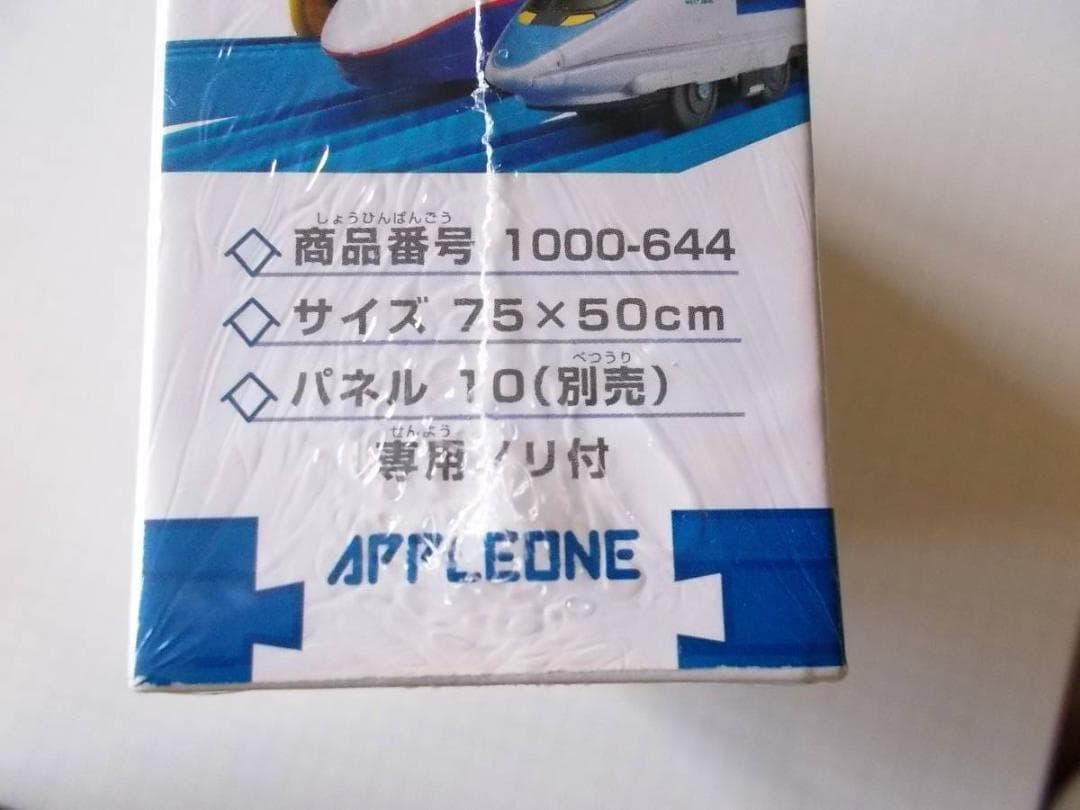 しょうひんばんごう
商品番号 1000-644
サイズ 75×50cm
べつうり
パネル 10(別売)
せんよう
専用ノリ付
APPLEONE